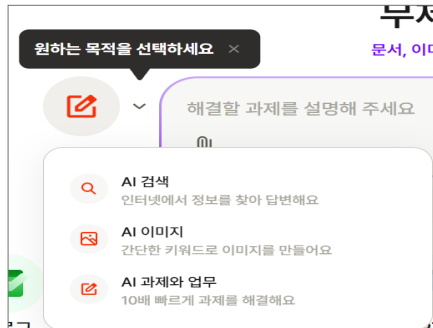 원하는 목적을 선택하세요 ×
문서, 이미
해결할 과제를 설명해 주세요
AI 검색
인터넷에서 정보를 찾아 답변해요
AI 이미지
간단한 키워드로 이미지를 만들어요
AI 과제와 업무
10배 빠르게 과제를 해결해요